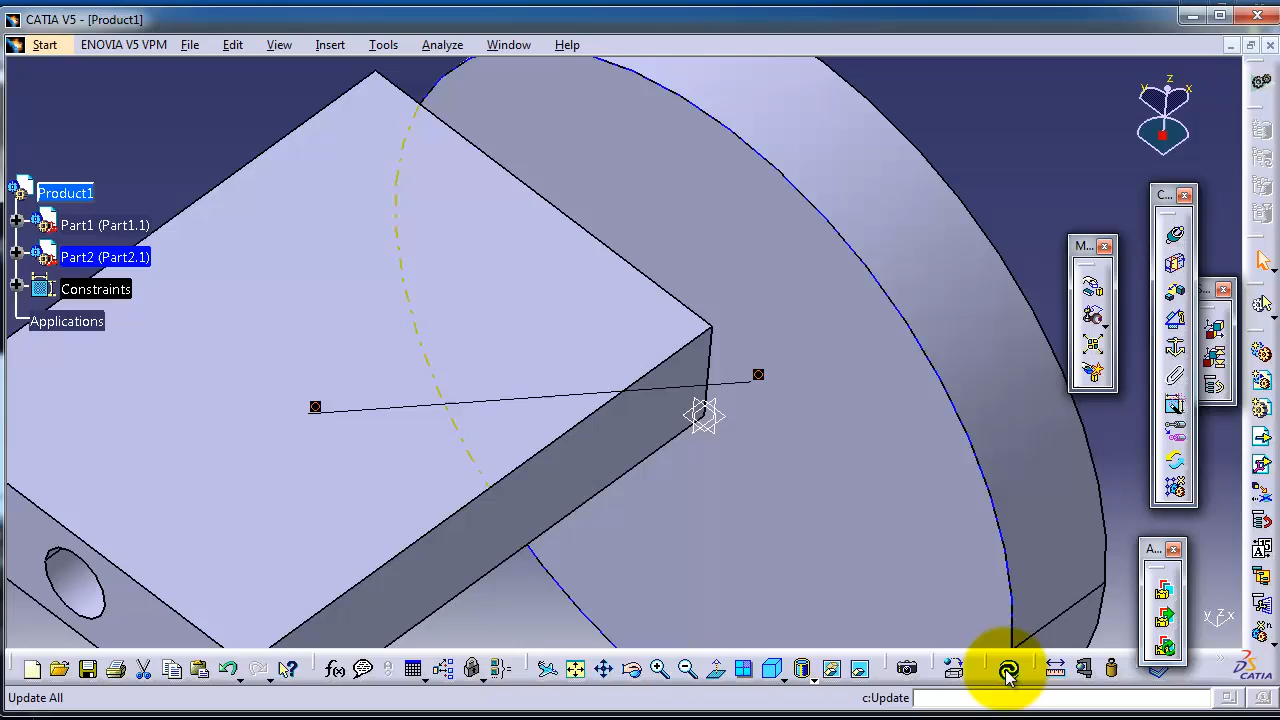 CATIA V5 - [Product1]
Start ENOVIA V5 VPM File Edit View Insert Tools Analyze Window Help
z
y x
C...
Product1
Part1 (Part1.1)
M...
Part2 (Part2.1)
Constraints
S...
Applications
A...
y z x
f(x)
CATIA
Update All
c:Update